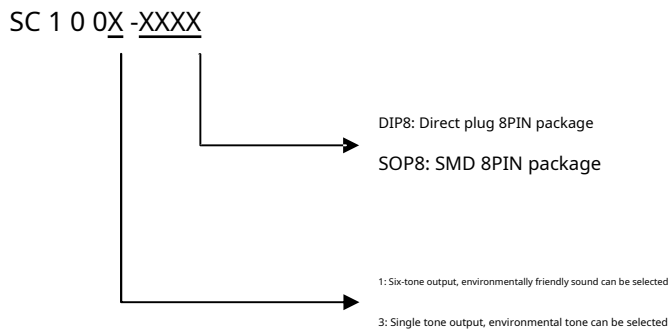 SC 1 0 0X -XXXX
DIP8: Direct plug 8PIN package
SOP8: SMD 8PIN package
1: Six-tone output, environmentally friendly sound can be selected
3: Single tone output, environmental tone can be selected